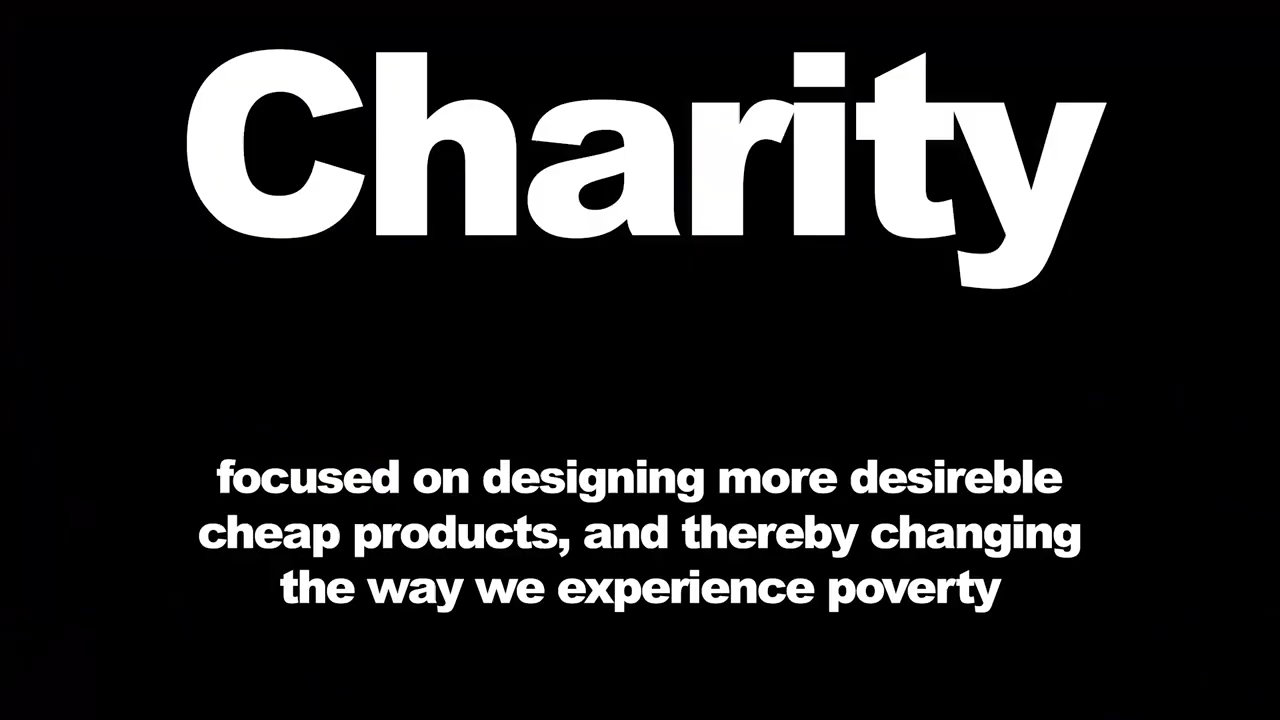 Charity
focused on designing more desireble
cheap products, and thereby changing
the way we experience poverty